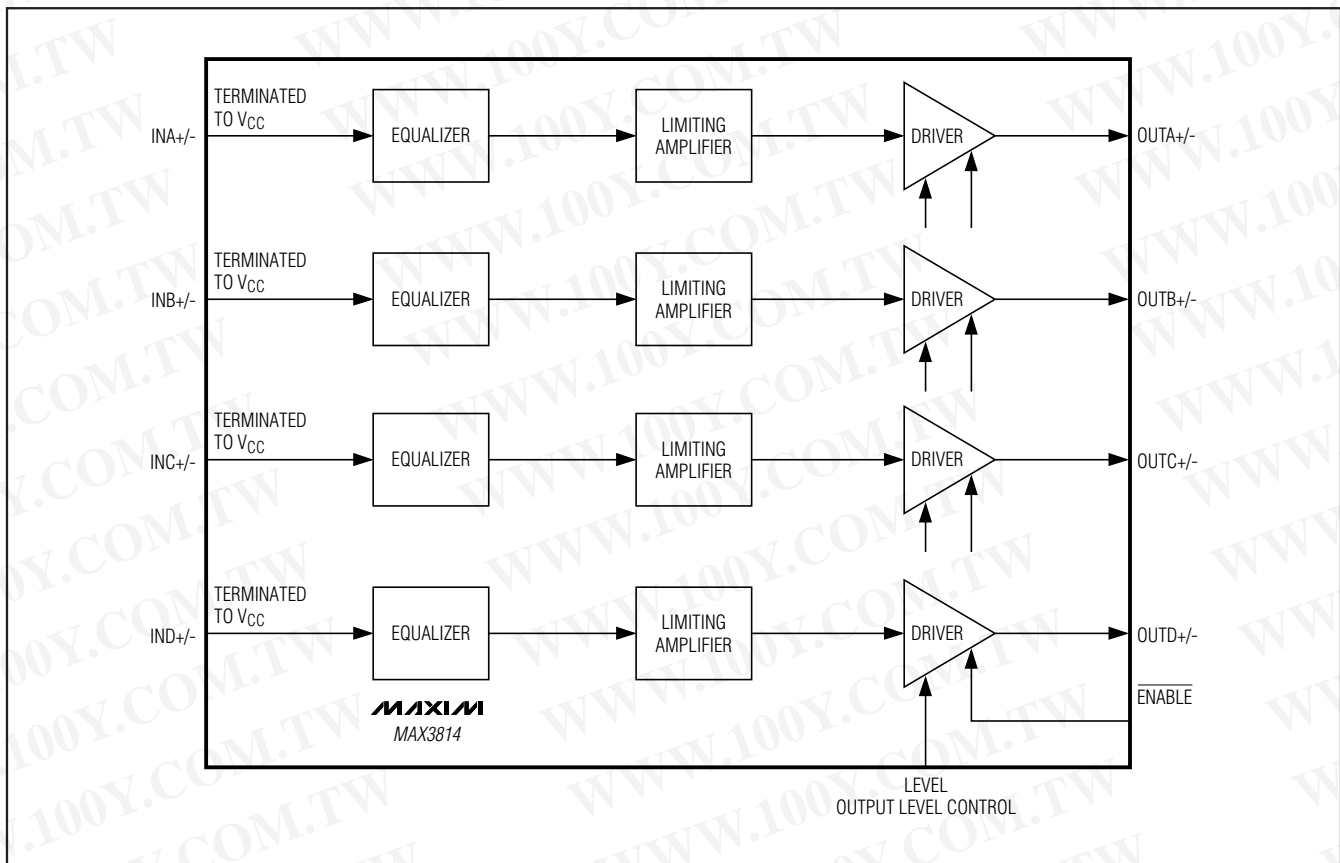 TERMINATED
TO VCC
INA+/-
EQUALIZER
LIMITING
AMPLIFIER
DRIVER
OUTA+/-
TERMINATED
TO VCC
INB+/-
EQUALIZER
LIMITING
AMPLIFIER
DRIVER
OUTB+/-
TERMINATED
TO VCC
INC+/-
EQUALIZER
LIMITING
AMPLIFIER
DRIVER
OUTC+/-
TERMINATED
TO VCC
IND+/-
EQUALIZER
LIMITING
AMPLIFIER
DRIVER
OUTD+/-
ENABLE
MAXIM
MAX3814
LEVEL
OUTPUT LEVEL CONTROL
WWW.100Y.COM.TW